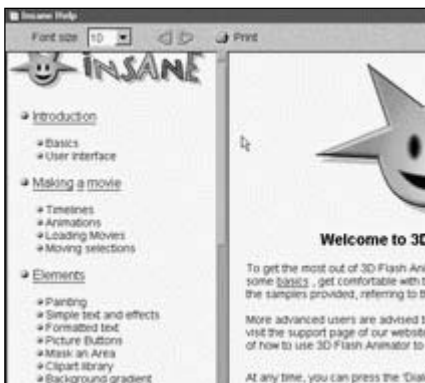 Insane Help
Font size 10 Print
INSANE
Introduction
Basics
User Interface
Making a movie
Timelines
Animations
Loading Movies
Moving selections
Elements
Painting
Simple text and effects
Formatted text
Picture Buttons
Mask an Area
Clipart library
Background gradient
Welcome to 3D
To get the most out of 3D Flash Ani
some basics , get comfortable with t
the samples provided, referring to th
More advanced users are advised t
visit the support page of our website
of how to use 3D Flash Animator to
At any time, you can press the 'Dial